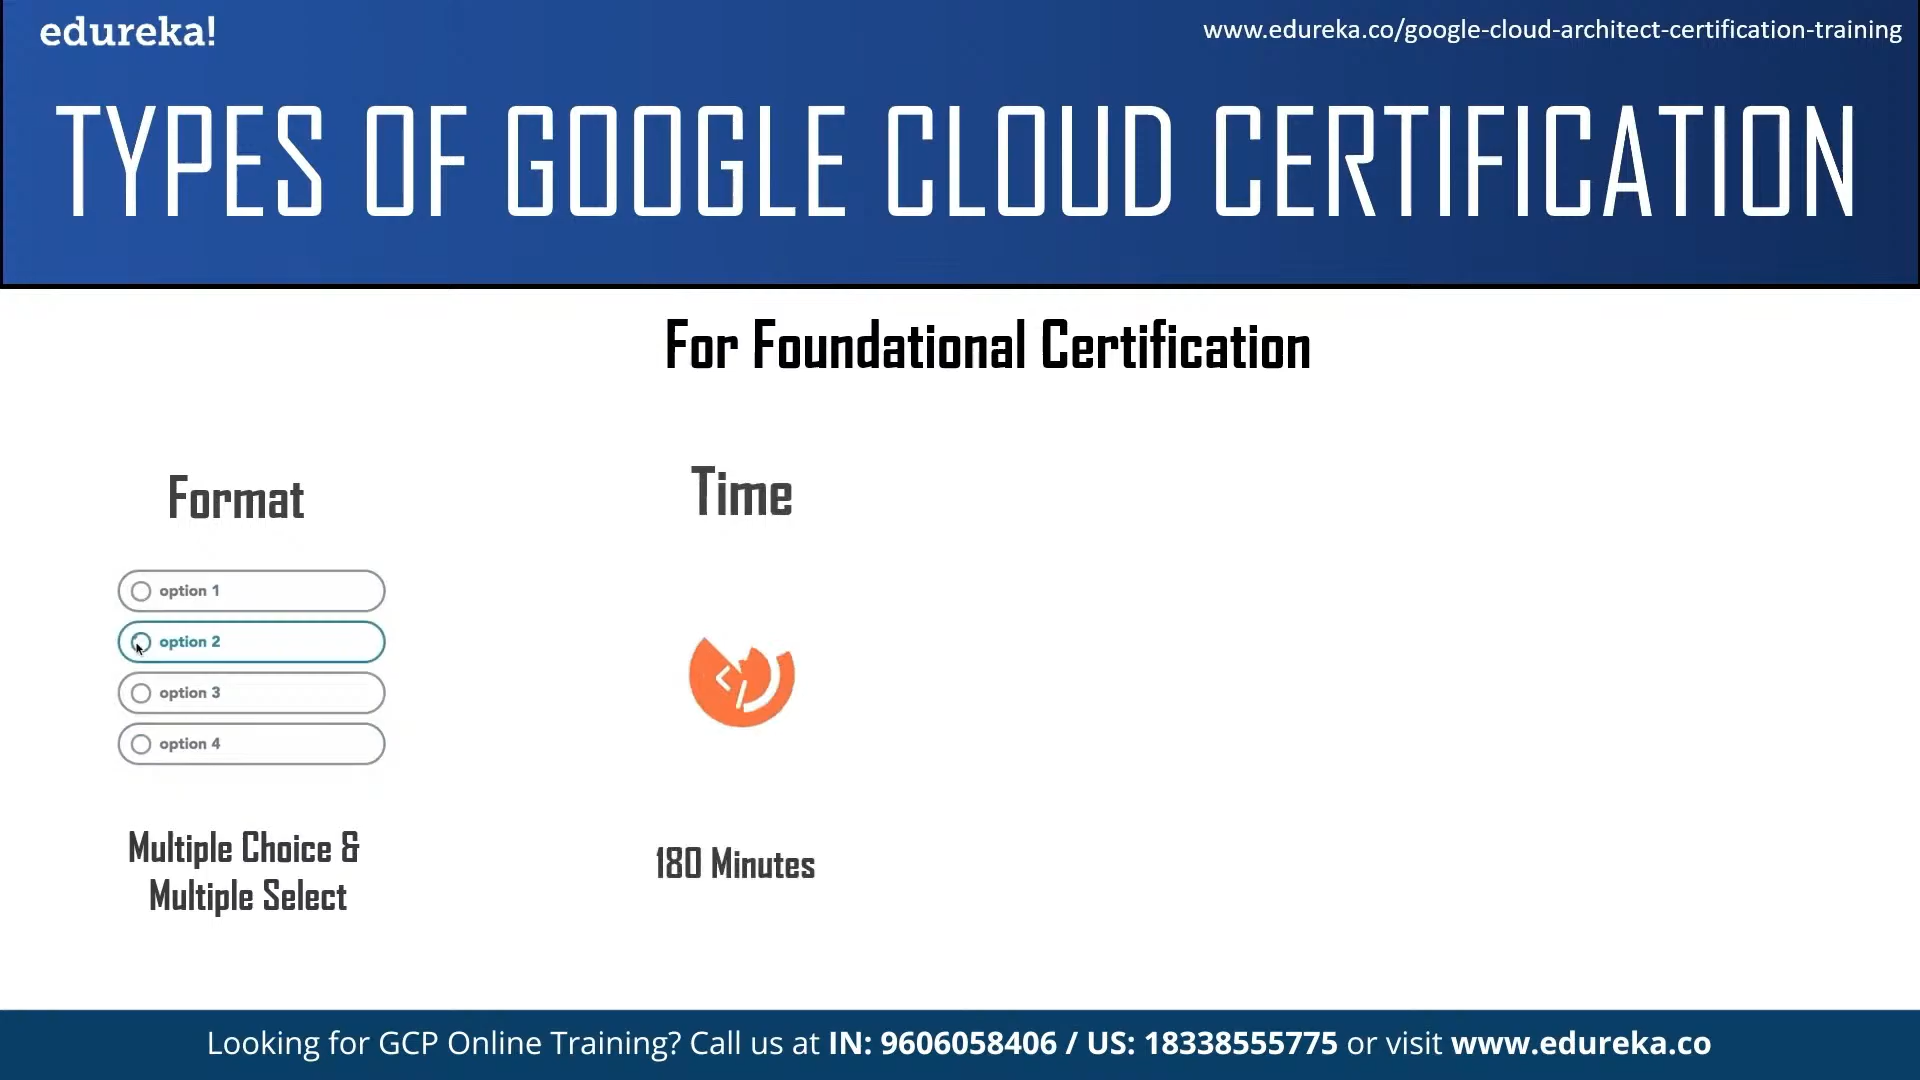 edureka!
www.edureka.co/google-cloud-architect-certification-training
TYPES OF GOOGLE CLOUD CERTIFICATION
For Foundational Certification
Format
option 1
option 2
option 3
option 4
Multiple Choice &
Multiple Select
Time
</>
180 Minutes
Looking for GCP Online Training? Call us at IN: 9606058406 / US: 18338555775 or visit www.edureka.co